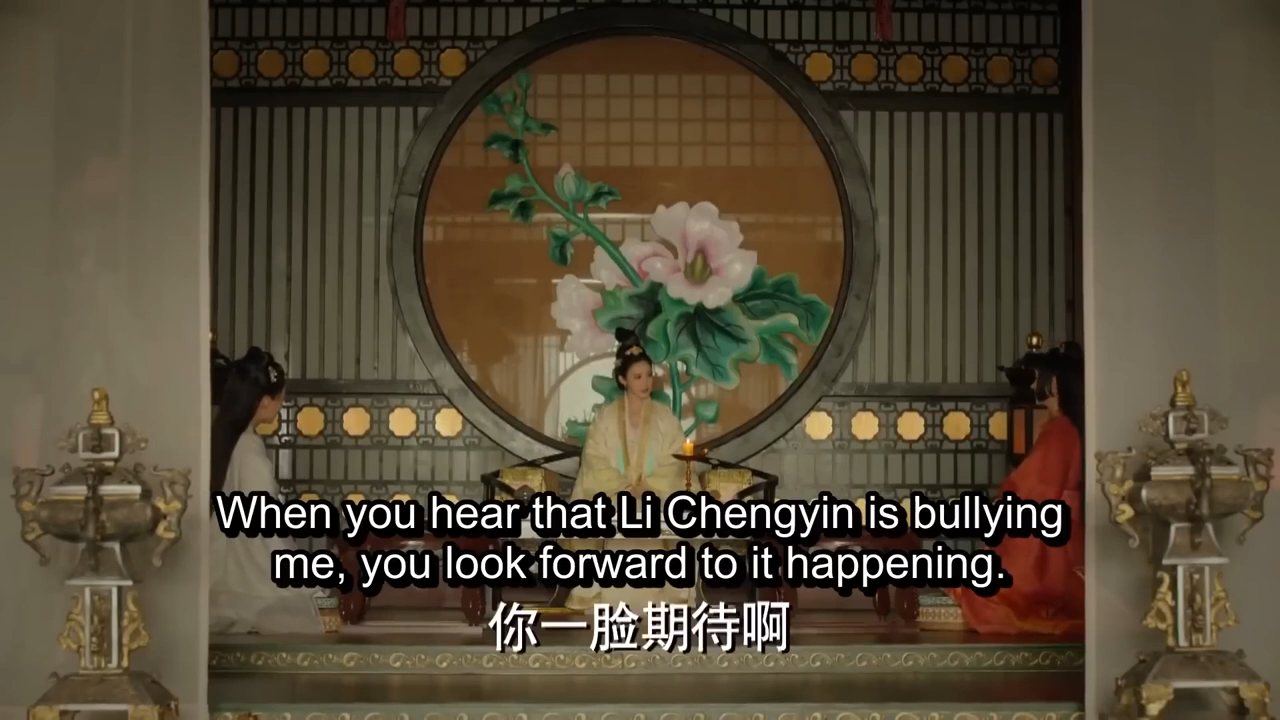 When you hear that Li Chengyin is bullying
me, you look forward to it happening.
你一脸期待啊